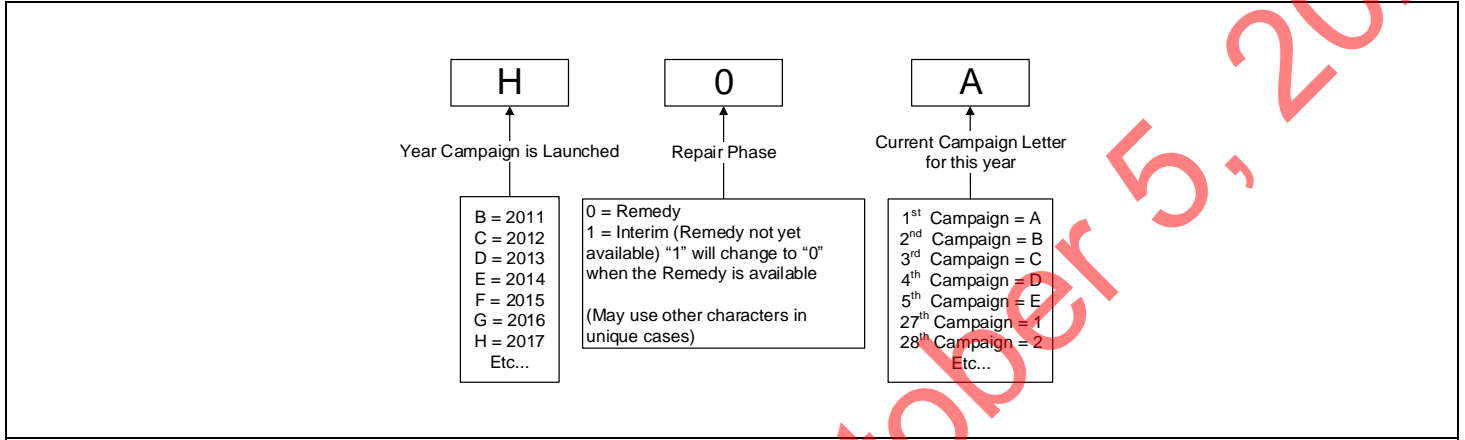 H
0
A
Year Campaign is Launched
Repair Phase
Current Campaign Letter
for this year
B = 2011
C = 2012
D = 2013
E = 2014
F = 2015
G = 2016
H = 2017
Etc...
0 = Remedy
1 = Interim (Remedy not yet
available) “1” will change to “0”
when the Remedy is available
(May use other characters in
unique cases)
1st Campaign = A
2nd Campaign = B
3rd Campaign = C
4th Campaign = D
5th Campaign = E
27th Campaign = 1
28th Campaign = 2
Etc...